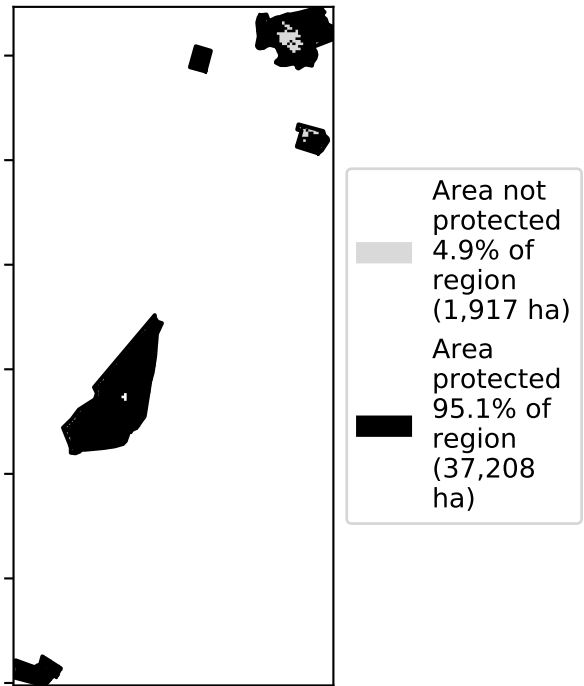 Area not
protected
4.9% of
region
(1,917 ha)
Area
protected
95.1% of
region
(37,208
ha)